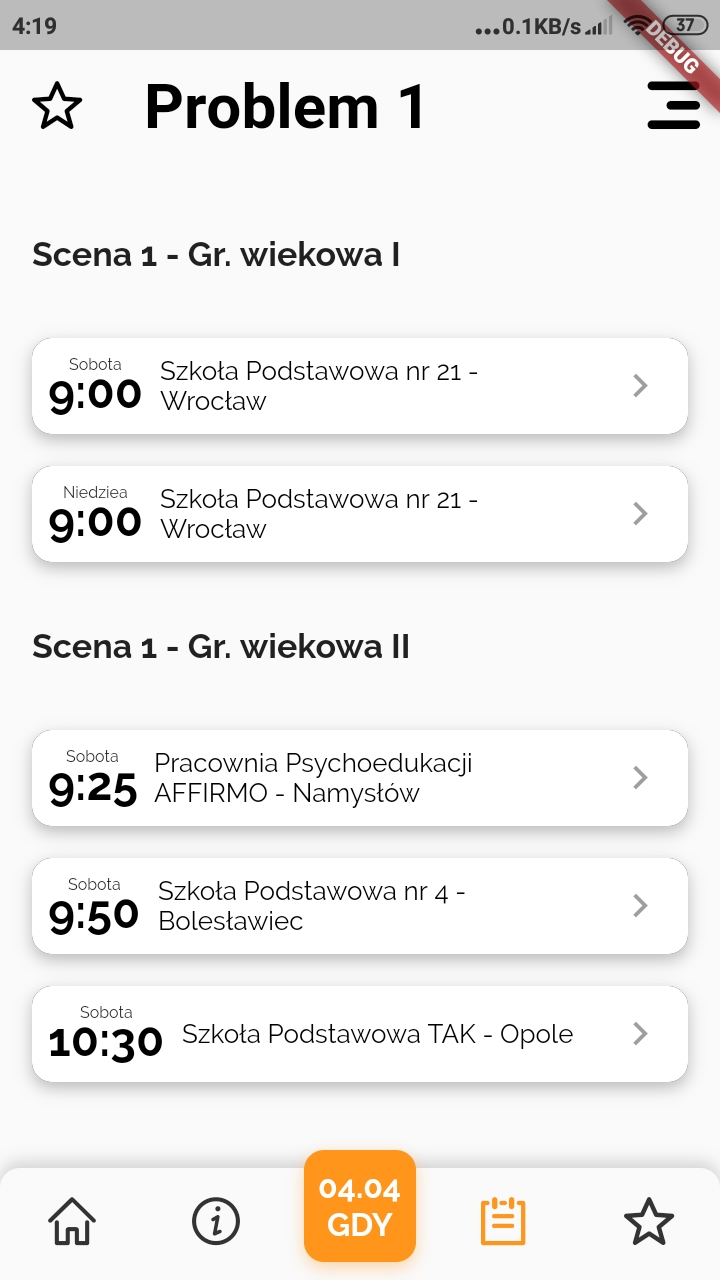 4:19
...0.1KB/s
37
DEBUG
Problem 1
Scena 1 - Gr. wiekowa I
Sobota
9:00
Szkoła Podstawowa nr 21 -
Wrocław
Niedziea
9:00
Szkoła Podstawowa nr 21 -
Wrocław
Scena 1 - Gr. wiekowa II
Sobota
9:25
Pracownia Psychoedukacji
AFFIRMO - Namysłów
Sobota
9:50
Szkoła Podstawowa nr 4 -
Bolesławiec
Sobota
10:30
Szkoła Podstawowa TAK - Opole
04.04
GDY